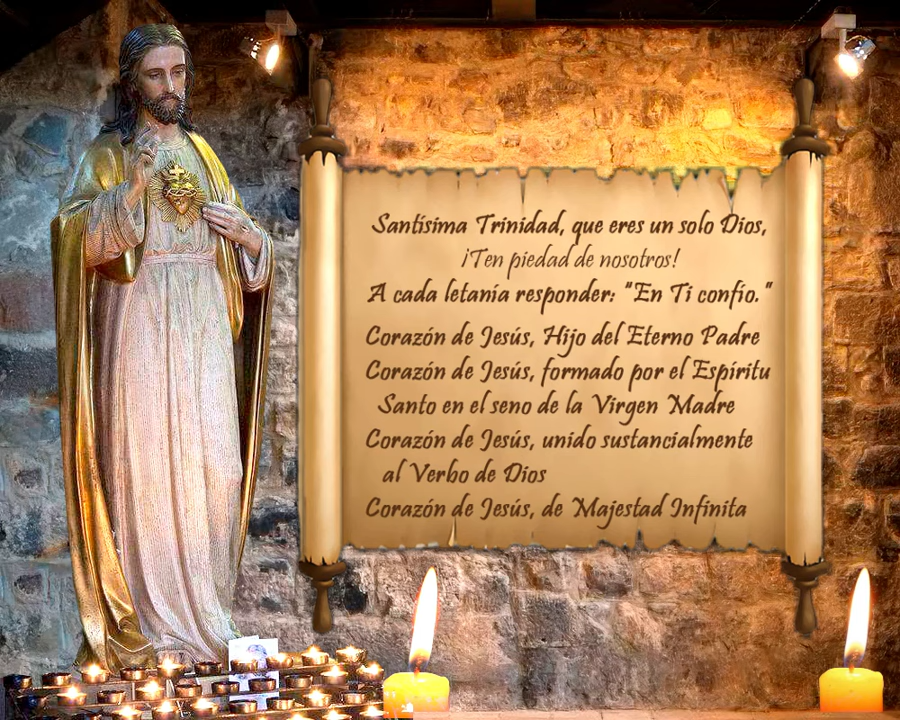 Santísima Trinidad, que eres un solo Dios,
¡Ten piedad de nosotros!
A cada letanía responder: "En Ti confío."
Corazón de Jesús, Hijo del Eterno Padre
Corazón de Jesús, formado por el Espíritu
Santo en el seno de la Virgen Madre
Corazón de Jesús, unido sustancialmente
al Verbo de Dios
Corazón de Jesús, de Majestad Infinita